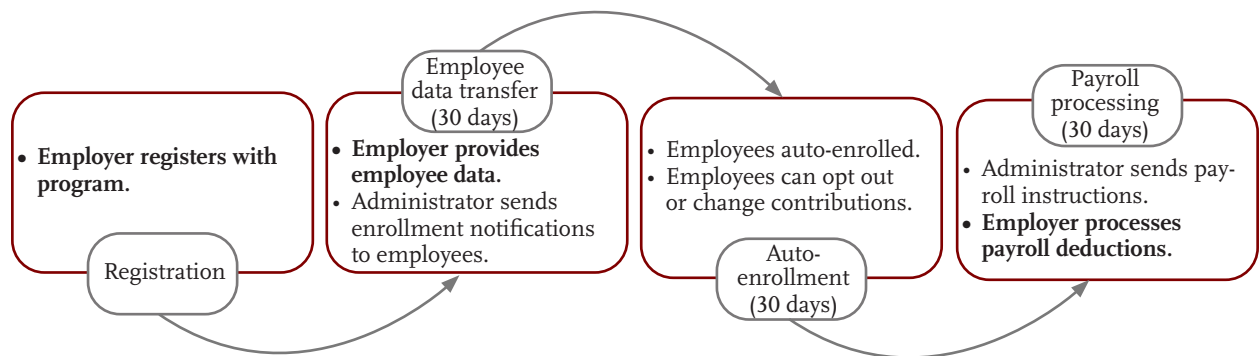 • Employer registers with
program.
Registration
Employee
data transfer
(30 days)
• Employer provides
employee data.
• Administrator sends
enrollment notifications
to employees.
• Employees auto-enrolled.
• Employees can opt out
or change contributions.
Auto-
enrollment
(30 days)
Payroll
processing
(30 days)
• Administrator sends pay-
roll instructions.
• Employer processes
payroll deductions.